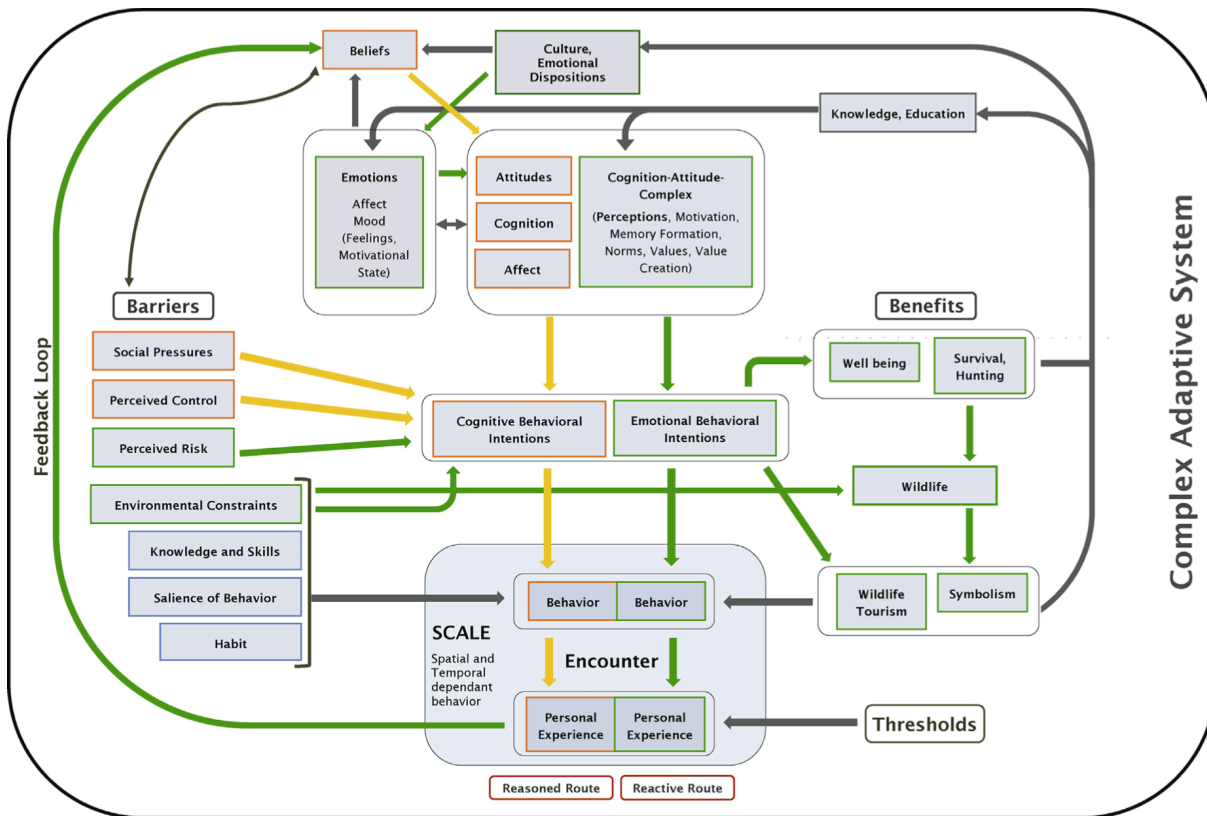 Beliefs
Culture,
Emotional
Dispositions
Knowledge, Education
Emotions
Affect
Mood
(Feelings,
Motivational
State)
Attitudes
Cognition
Affect
Cognition-Attitude-
Complex
(Perceptions, Motivation,
Memory Formation,
Norms, Values, Value
Creation)
Barriers
Social Pressures
Perceived Control
Perceived Risk
Environmental Constraints
Knowledge and Skills
Salience of Behavior
Habit
Cognitive Behavioral
Intentions
Emotional Behavioral
Intentions
Benefits
Well being
Survival,
Hunting
Wildlife
Wildlife
Tourism
Symbolism
Behavior
Behavior
SCALE
Spatial and
Temporal
dependant
behavior
Encounter
Personal
Experience
Personal
Experience
Thresholds
Reasoned Route
Reactive Route
Feedback Loop
Complex Adaptive System